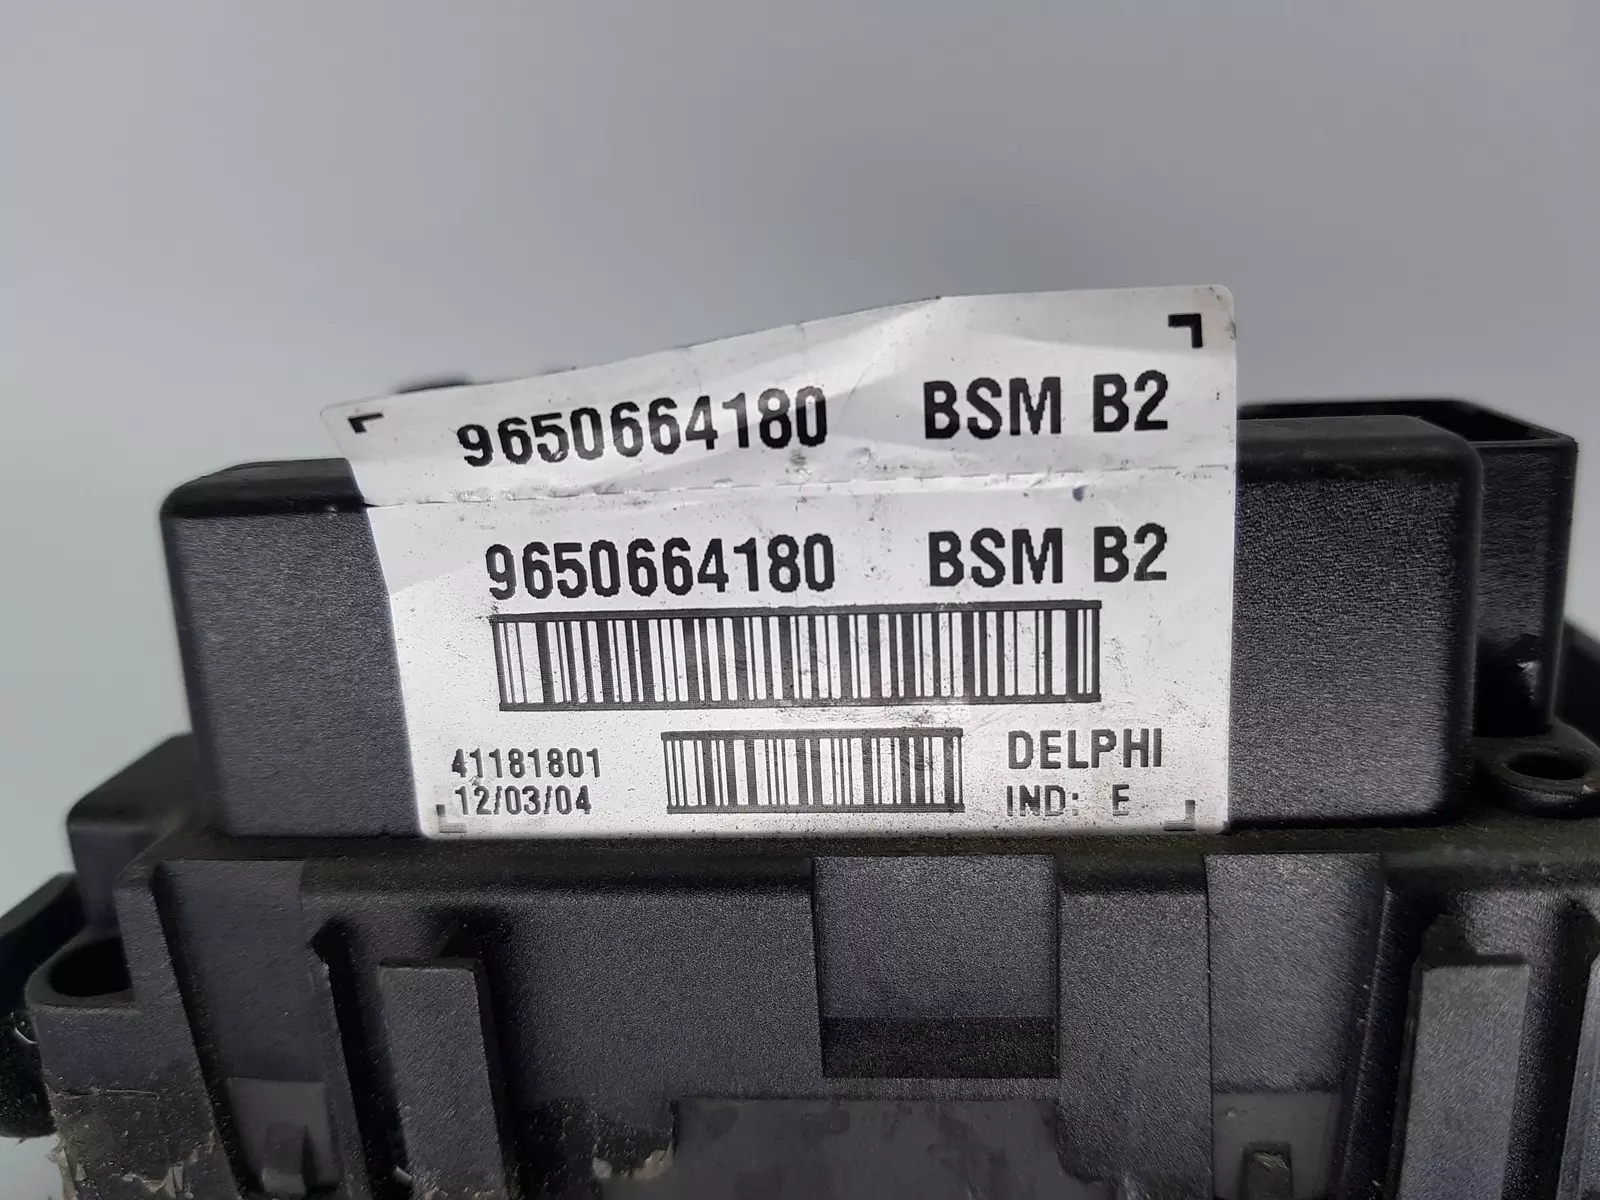 9650664180 BSM B2
9650664180 BSM B2
41181801
12/03/04
DELPHI
IND: E